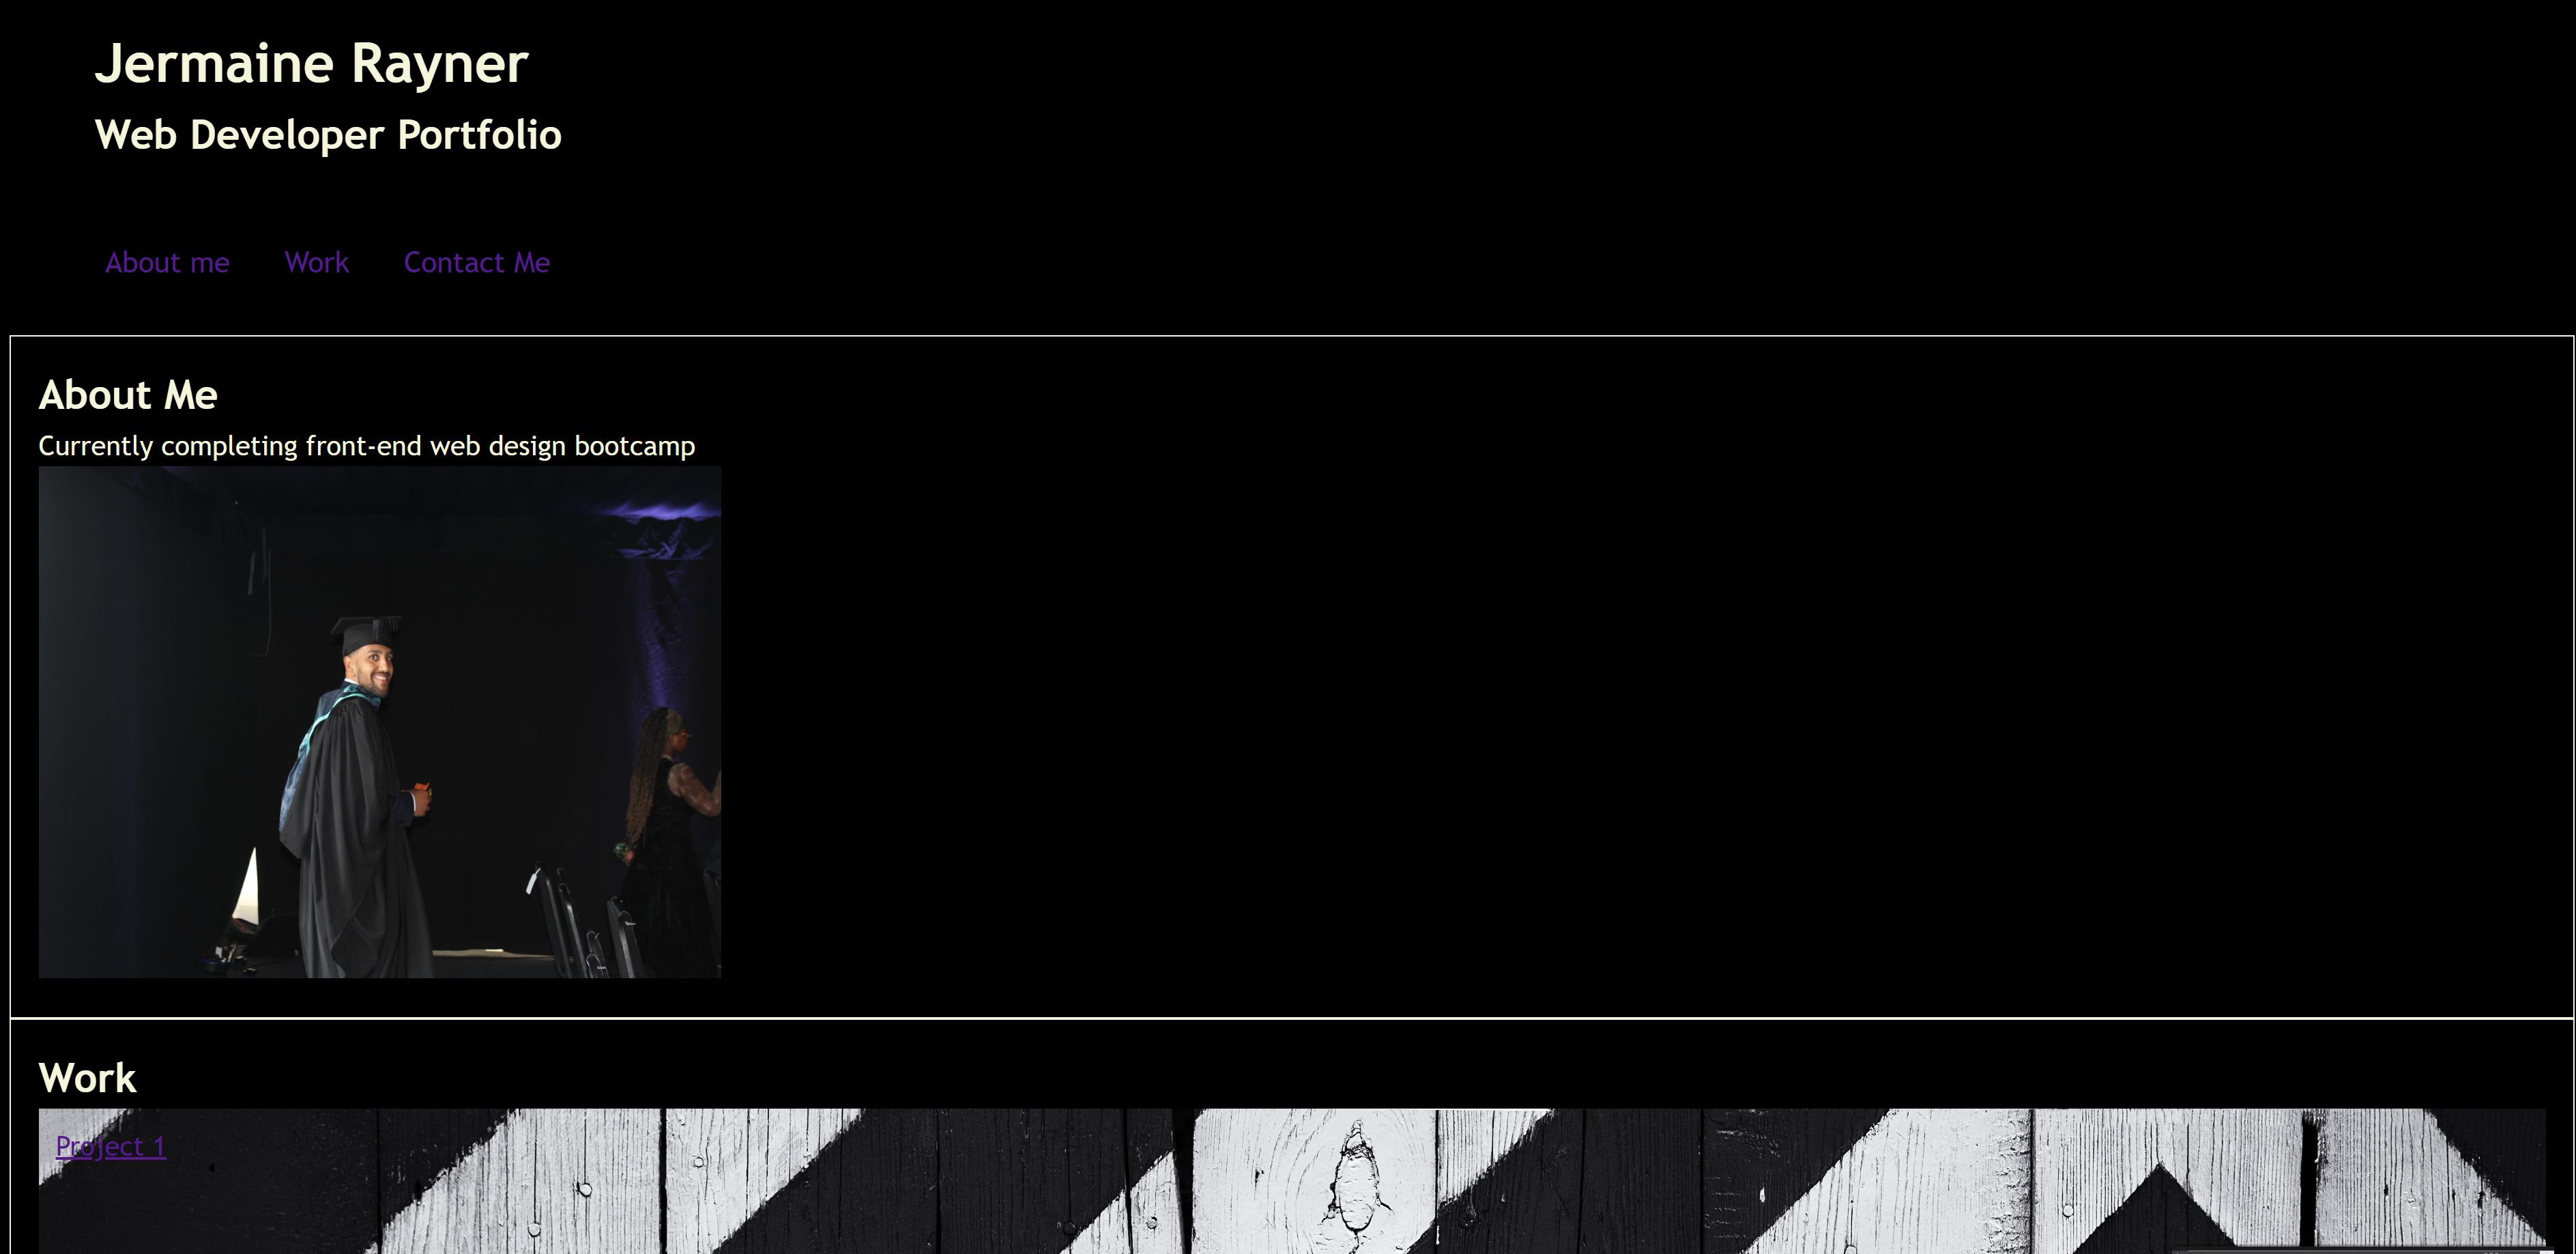 Jermaine Rayner
Web Developer Portfolio
About me Work Contact Me
About Me
Currently completing front-end web design bootcamp
Work
Project 1